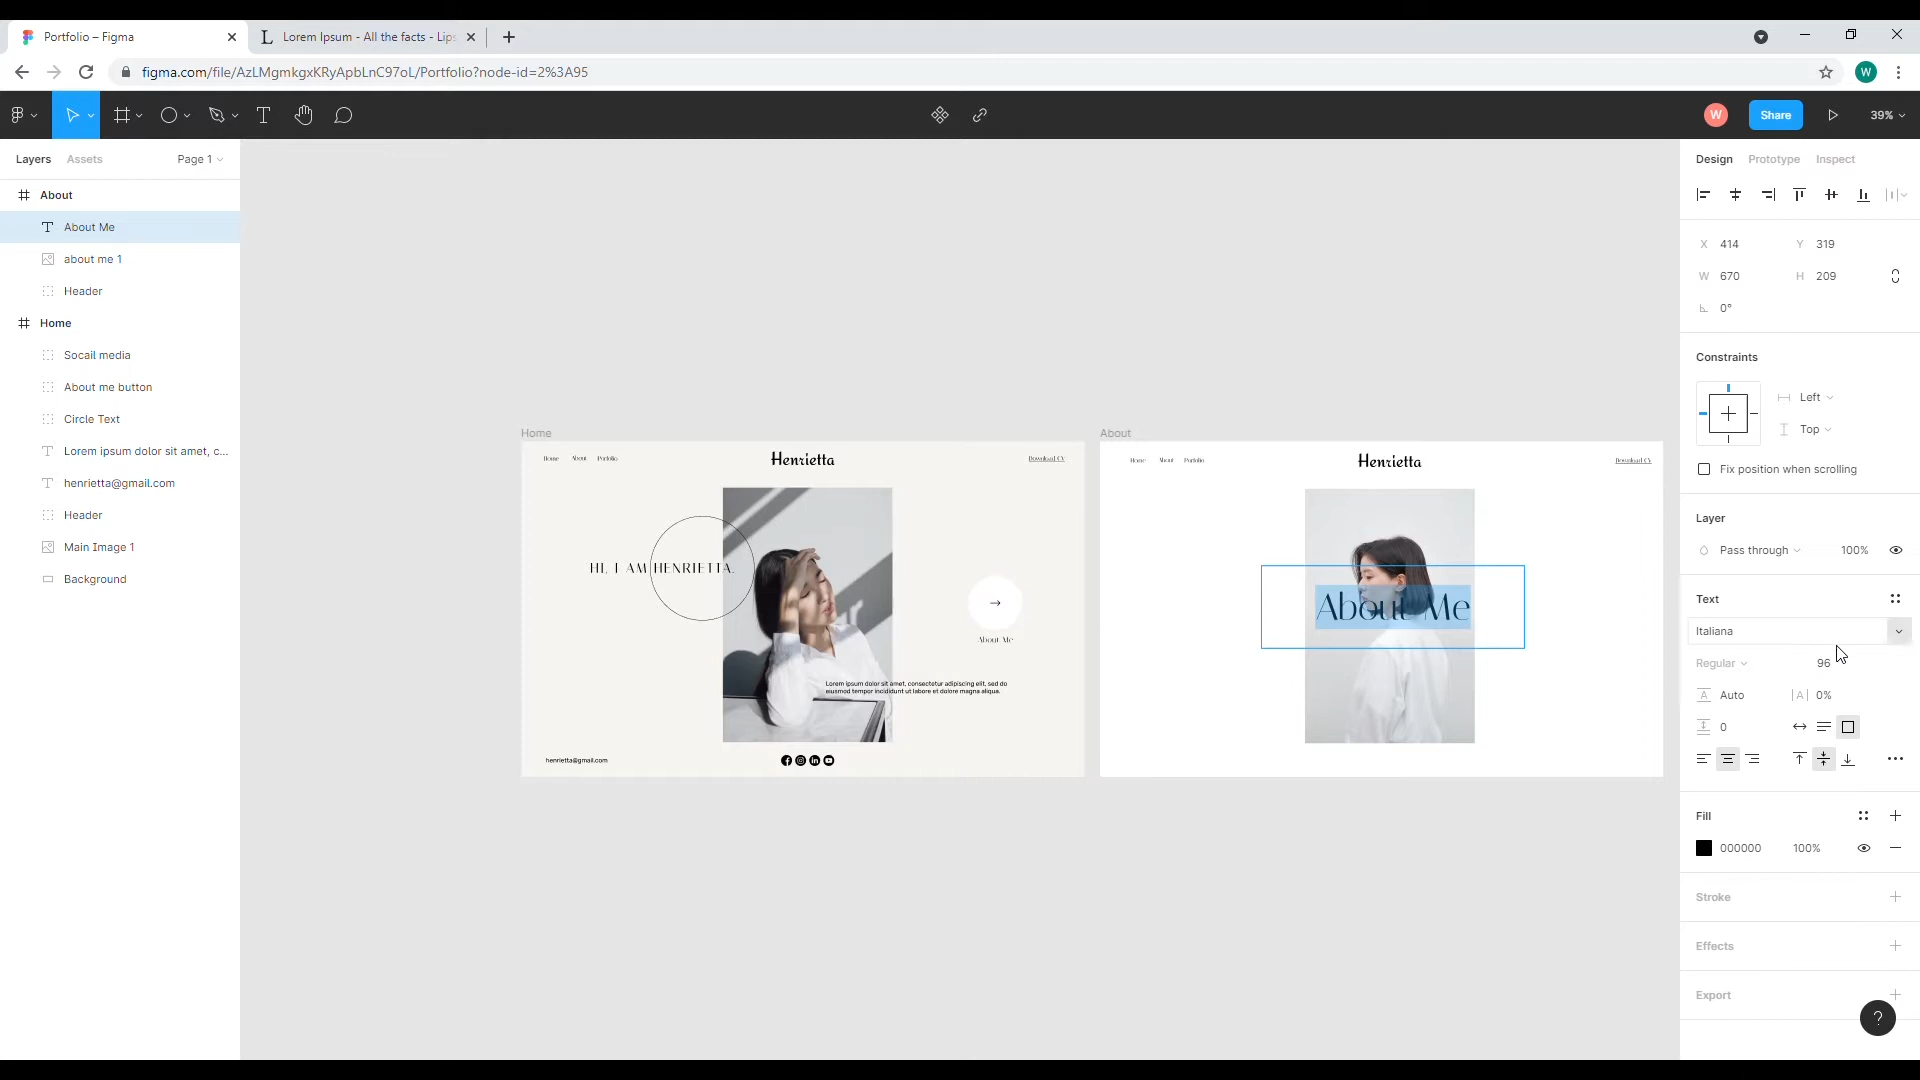 Portfolio – Figma
Lorem Ipsum - All the facts - Lips
figma.com/file/AzLMgmkgxKRyApbLnC97oL/Portfolio?node-id=2%3A95
W
W
Share
39%
Layers
Assets
Page 1
About
About Me
about me 1
Header
Home
Socail media
About me button
Circle Text
Lorem ipsum dolor sit amet, c...
henrietta@gmail.com
Header
Main Image 1
Background
Home
Home
About
Portfolio
Henrietta
Download CV
HI, I AM HENRIETTA.
About Me
Lorem ipsum dolor sit amet, consectetur adipiscing elit, sed do
eiusmod tempor incididunt ut labore et dolore magna aliqua.
henrietta@gmail.com
About
Home
About
Portfolio
Henrietta
Download CV
About Me
Design
Prototype
Inspect
X 414
Y 319
W 670
H 209
0°
Constraints
Left
Top
Fix position when scrolling
Layer
Pass through
100%
Text
Italiana
Regular
96
Auto
|A| 0%
0
Fill
000000
100%
Stroke
Effects
Export
?